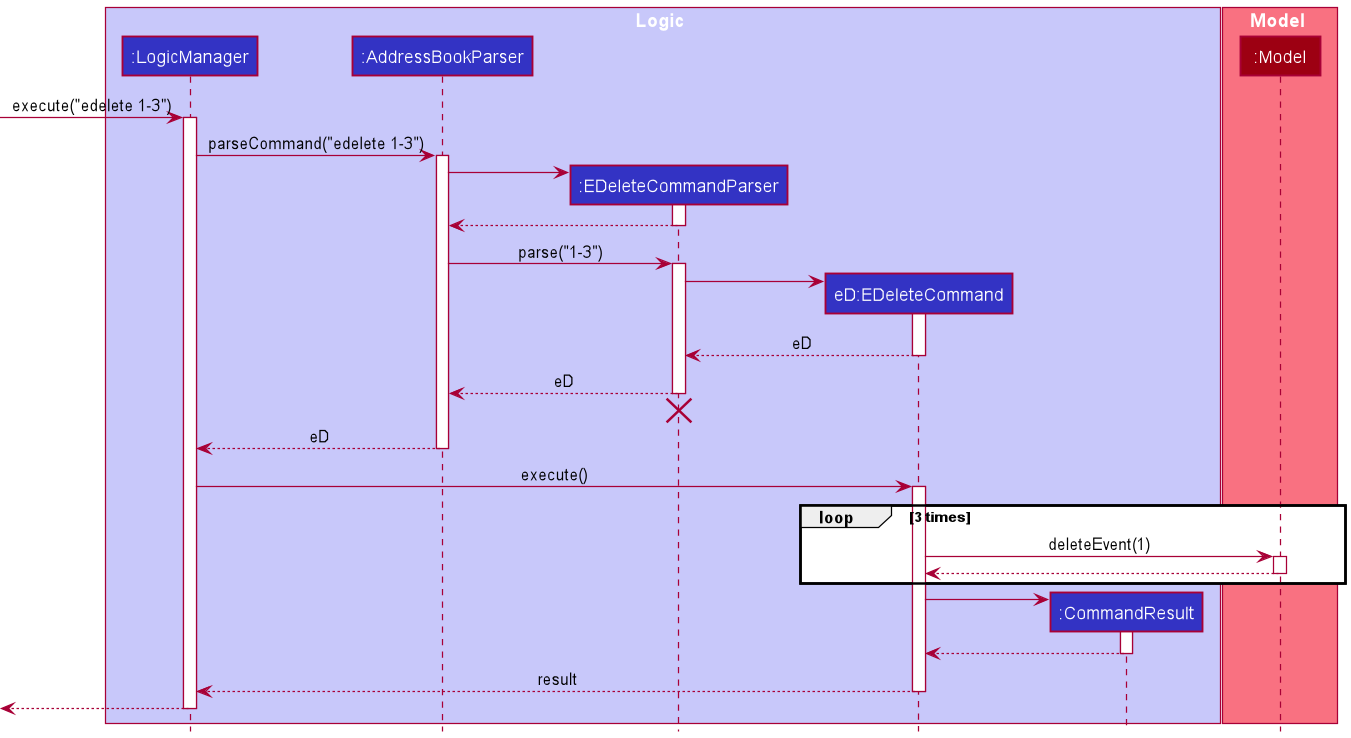 Logic
Model
:LogicManager
:AddressBookParser
:Model
execute("edelete 1-3")
parseCommand("edelete 1-3")
:EDeleteCommandParser
parse("1-3")
eD:EDeleteCommand
eD
eD
eD
execute()
loop
[3 times]
deleteEvent(1)
:CommandResult
result